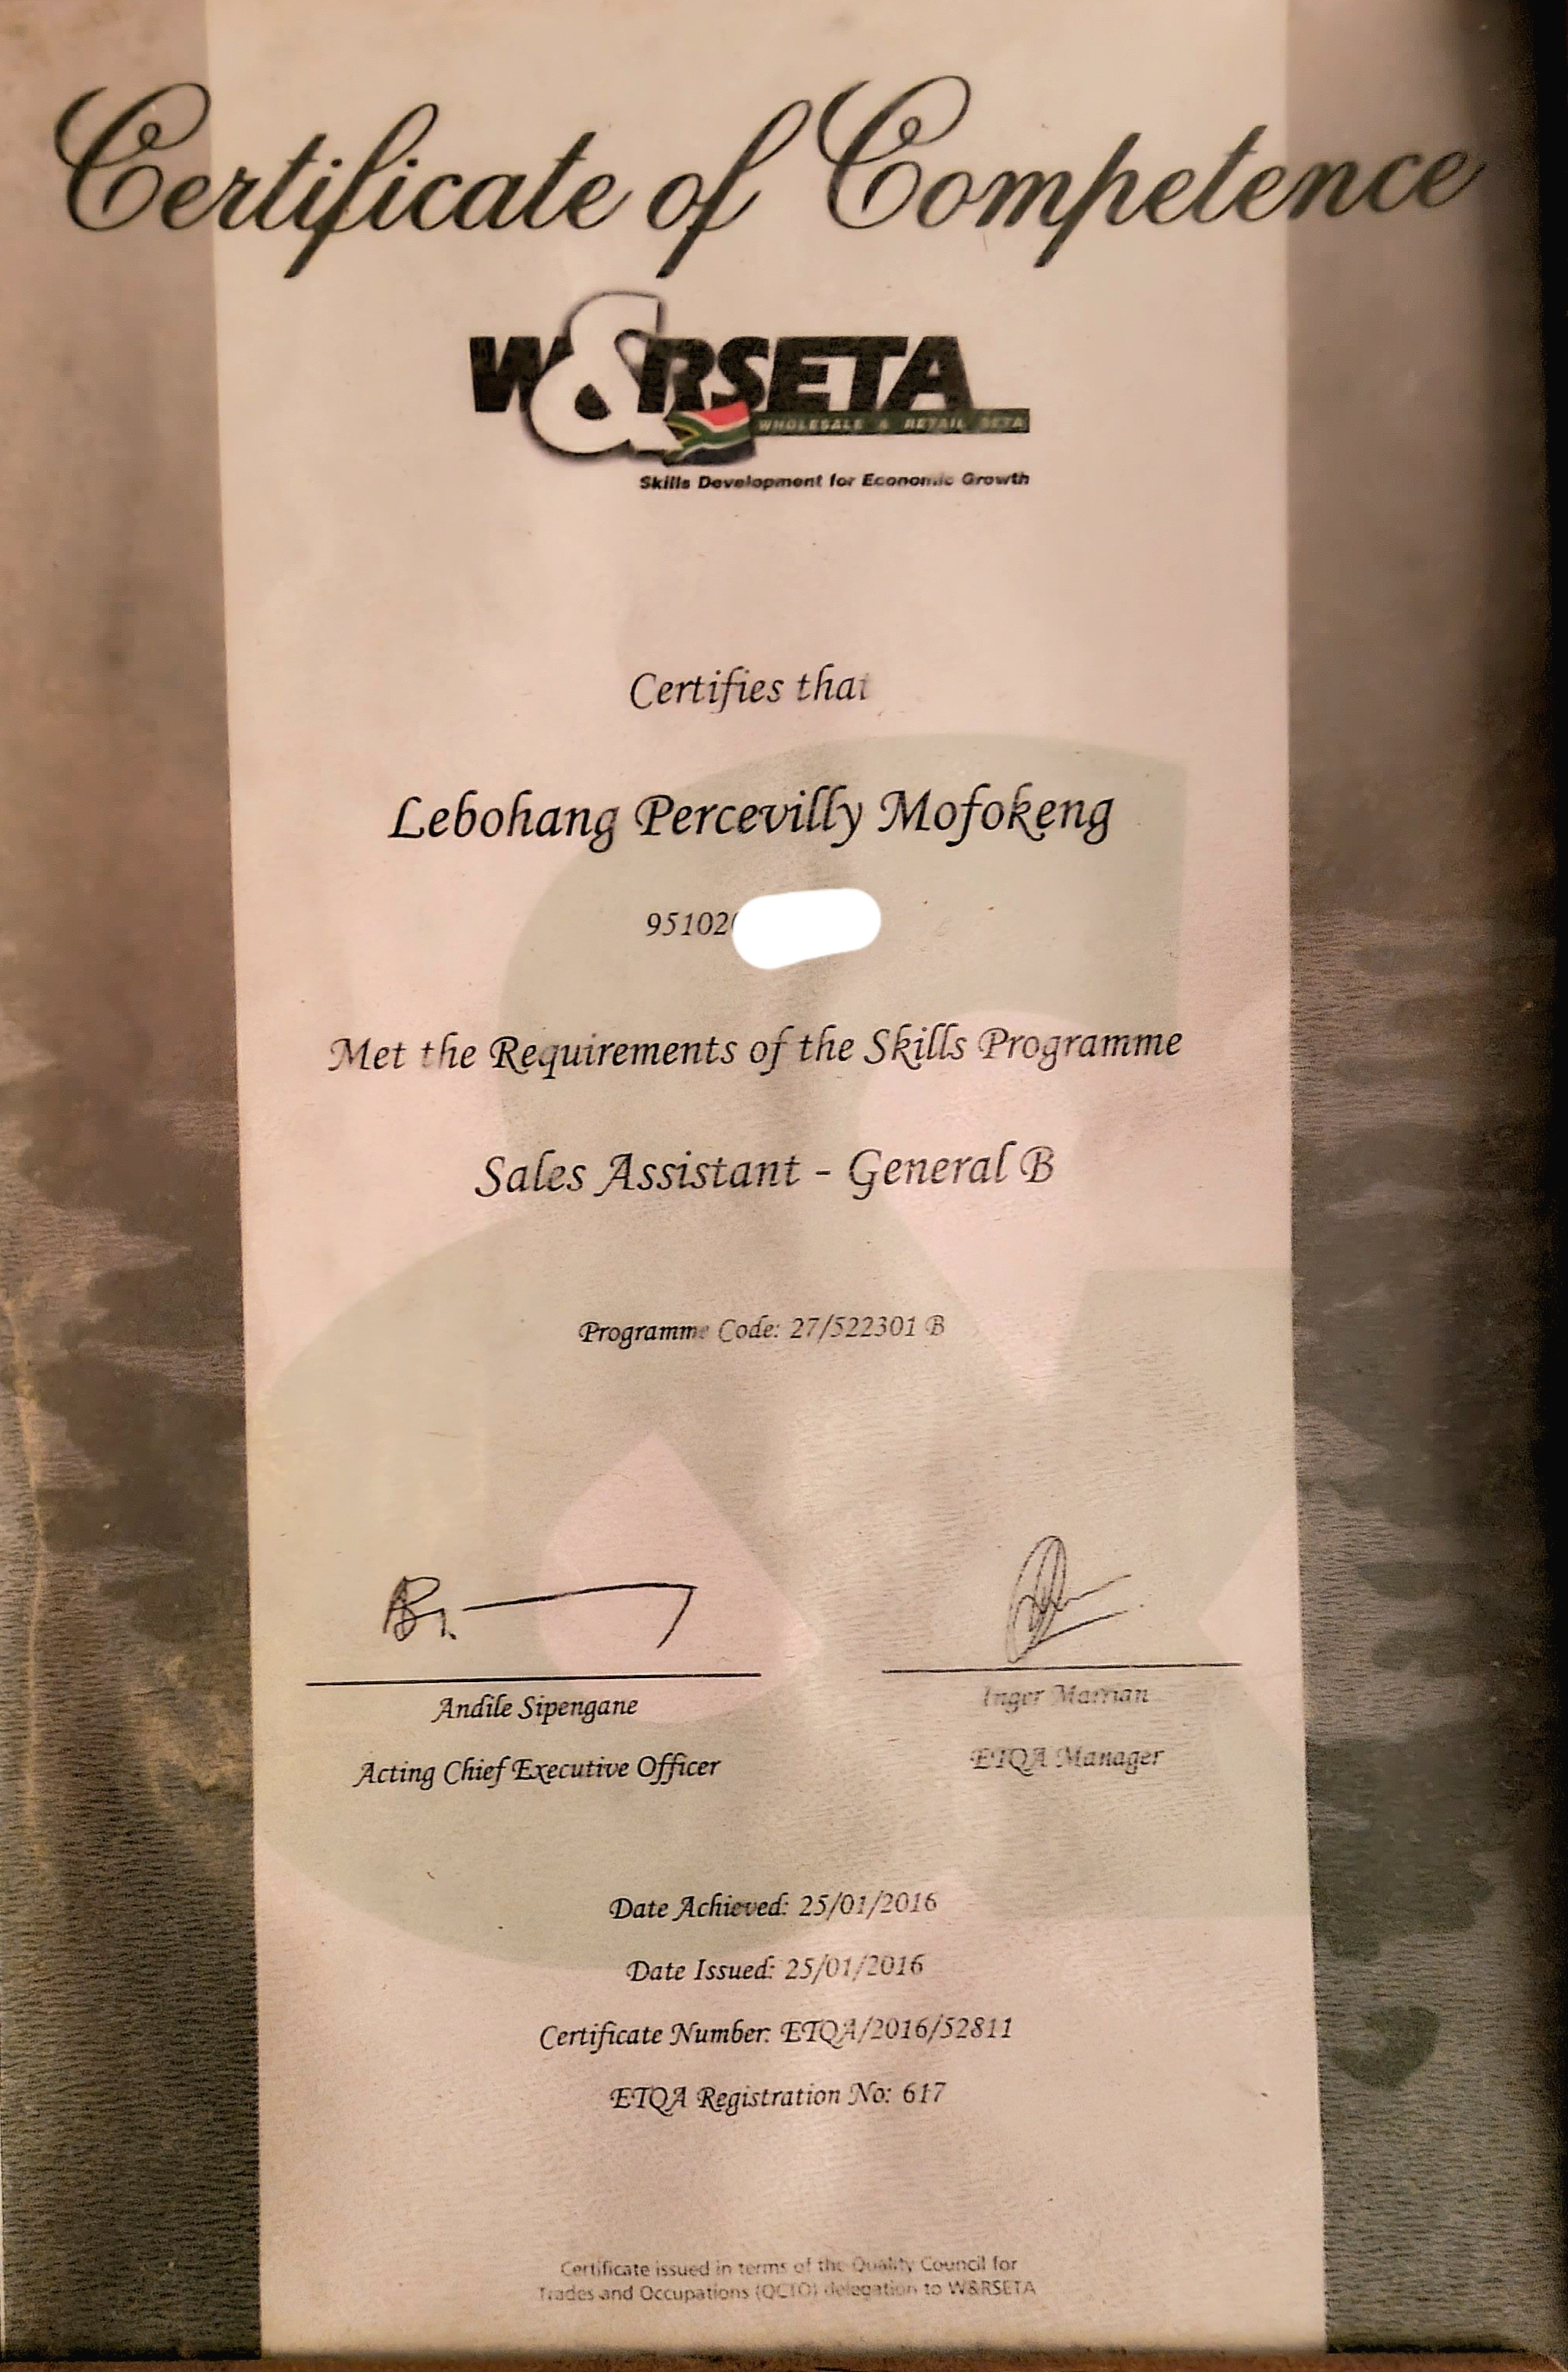 Certificate of Competence
W&RSETA
WHOLESALE & RETAIL SETA
Skills Development for Economic Growth
Certifies that
Lebohang Percevilly Mofokeng
95102
Met the Requirements of the Skills Programme
Sales Assistant - General B
Programme Code: 27/522301 B
Andile Sipengane
Inger Marrian
Acting Chief Executive Officer
ETQA Manager
Date Achieved: 25/01/2016
Date Issued: 25/01/2016
Certificate Number: ETQA/2016/52811
ETQA Registration No: 617
Certificate issued in terms of the Quality Council for
Trades and Occupations (QCTO) delegation to W&RSETA